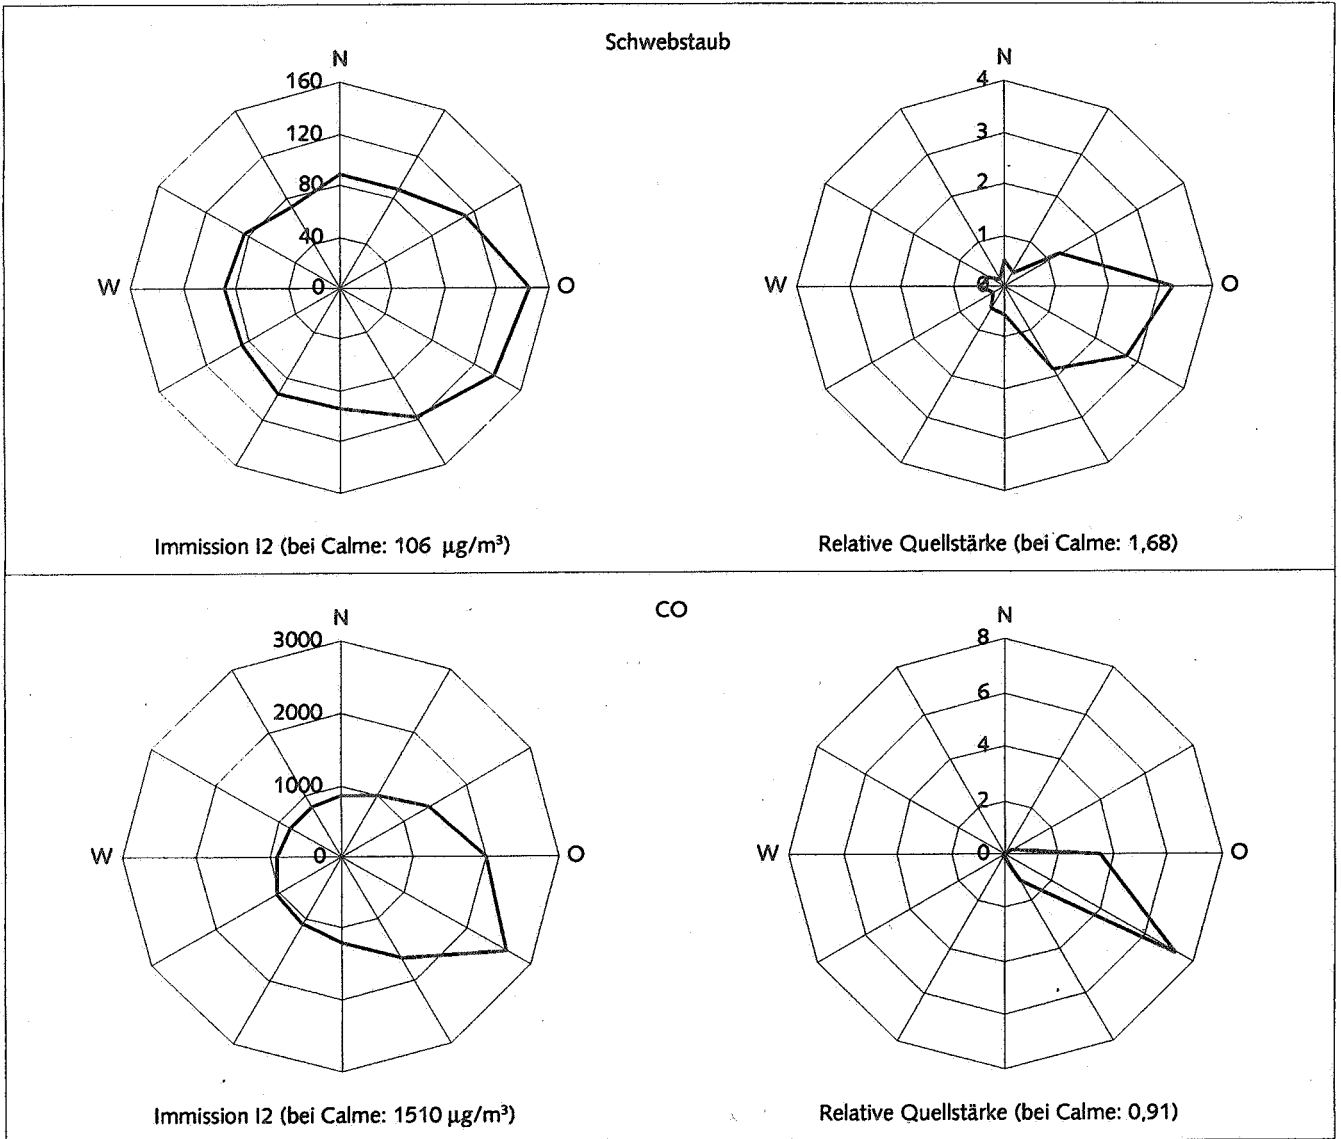 Schwebstaub
N
160
120
80
40
0
W
O
Immission I2 (bei Calme: 106 µg/m³)
N
4
3
2
1
0
W
O
Relative Quellstärke (bei Calme: 1,68)
CO
N
3000
2000
1000
0
W
O
Immission I2 (bei Calme: 1510 µg/m³)
N
8
6
4
2
0
W
O
Relative Quellstärke (bei Calme: 0,91)